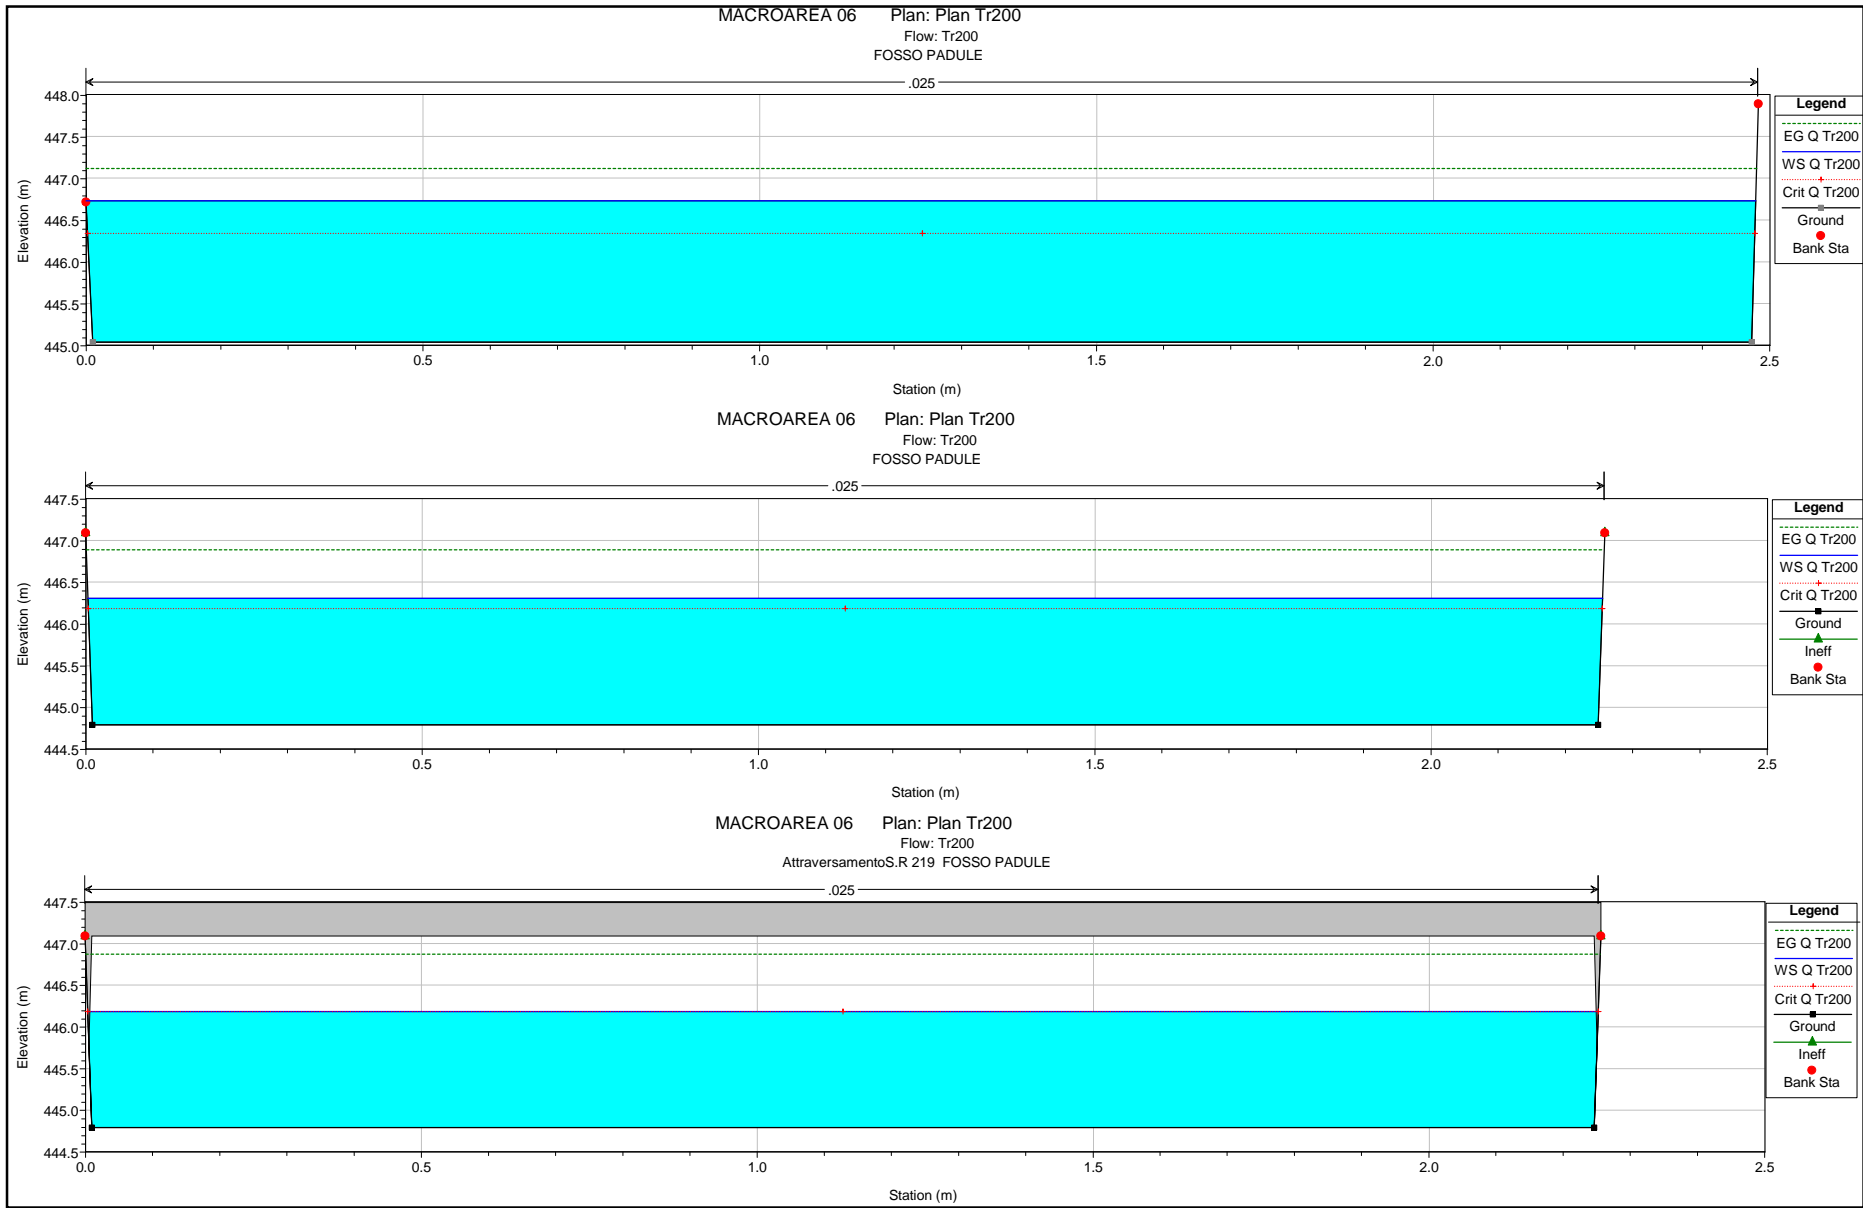 MACROAREA 06 Plan: Plan Tr200
Flow: Tr200
FOSSO PADULE
.025
448.0
447.5
447.0
446.5
446.0
445.5
445.0
Elevation (m)
0.0 0.5 1.0 1.5 2.0 2.5
Station (m)
Legend
EG Q Tr200
WS Q Tr200
Crit Q Tr200
Ground
Bank Sta
MACROAREA 06 Plan: Plan Tr200
Flow: Tr200
FOSSO PADULE
.025
447.5
447.0
446.5
446.0
445.5
445.0
444.5
Elevation (m)
0.0 0.5 1.0 1.5 2.0 2.5
Station (m)
Legend
EG Q Tr200
WS Q Tr200
Crit Q Tr200
Ground
Ineff
Bank Sta
MACROAREA 06 Plan: Plan Tr200
Flow: Tr200
AttraversamentoS.R 219 FOSSO PADULE
.025
447.5
447.0
446.5
446.0
445.5
445.0
444.5
Elevation (m)
0.0 0.5 1.0 1.5 2.0 2.5
Station (m)
Legend
EG Q Tr200
WS Q Tr200
Crit Q Tr200
Ground
Ineff
Bank Sta